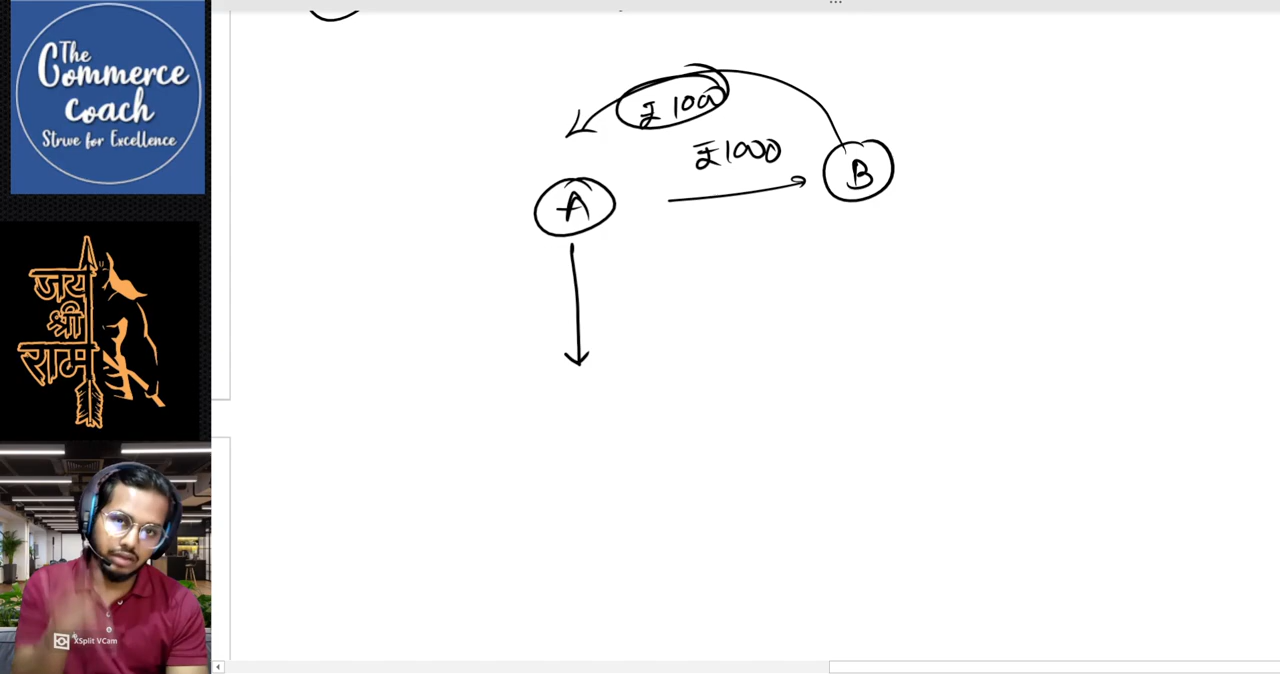 The
Commerce
Coach
Strive for Excellence
जय
श्री
राम
₹ 100
₹1000
A
B
XSplit VCam